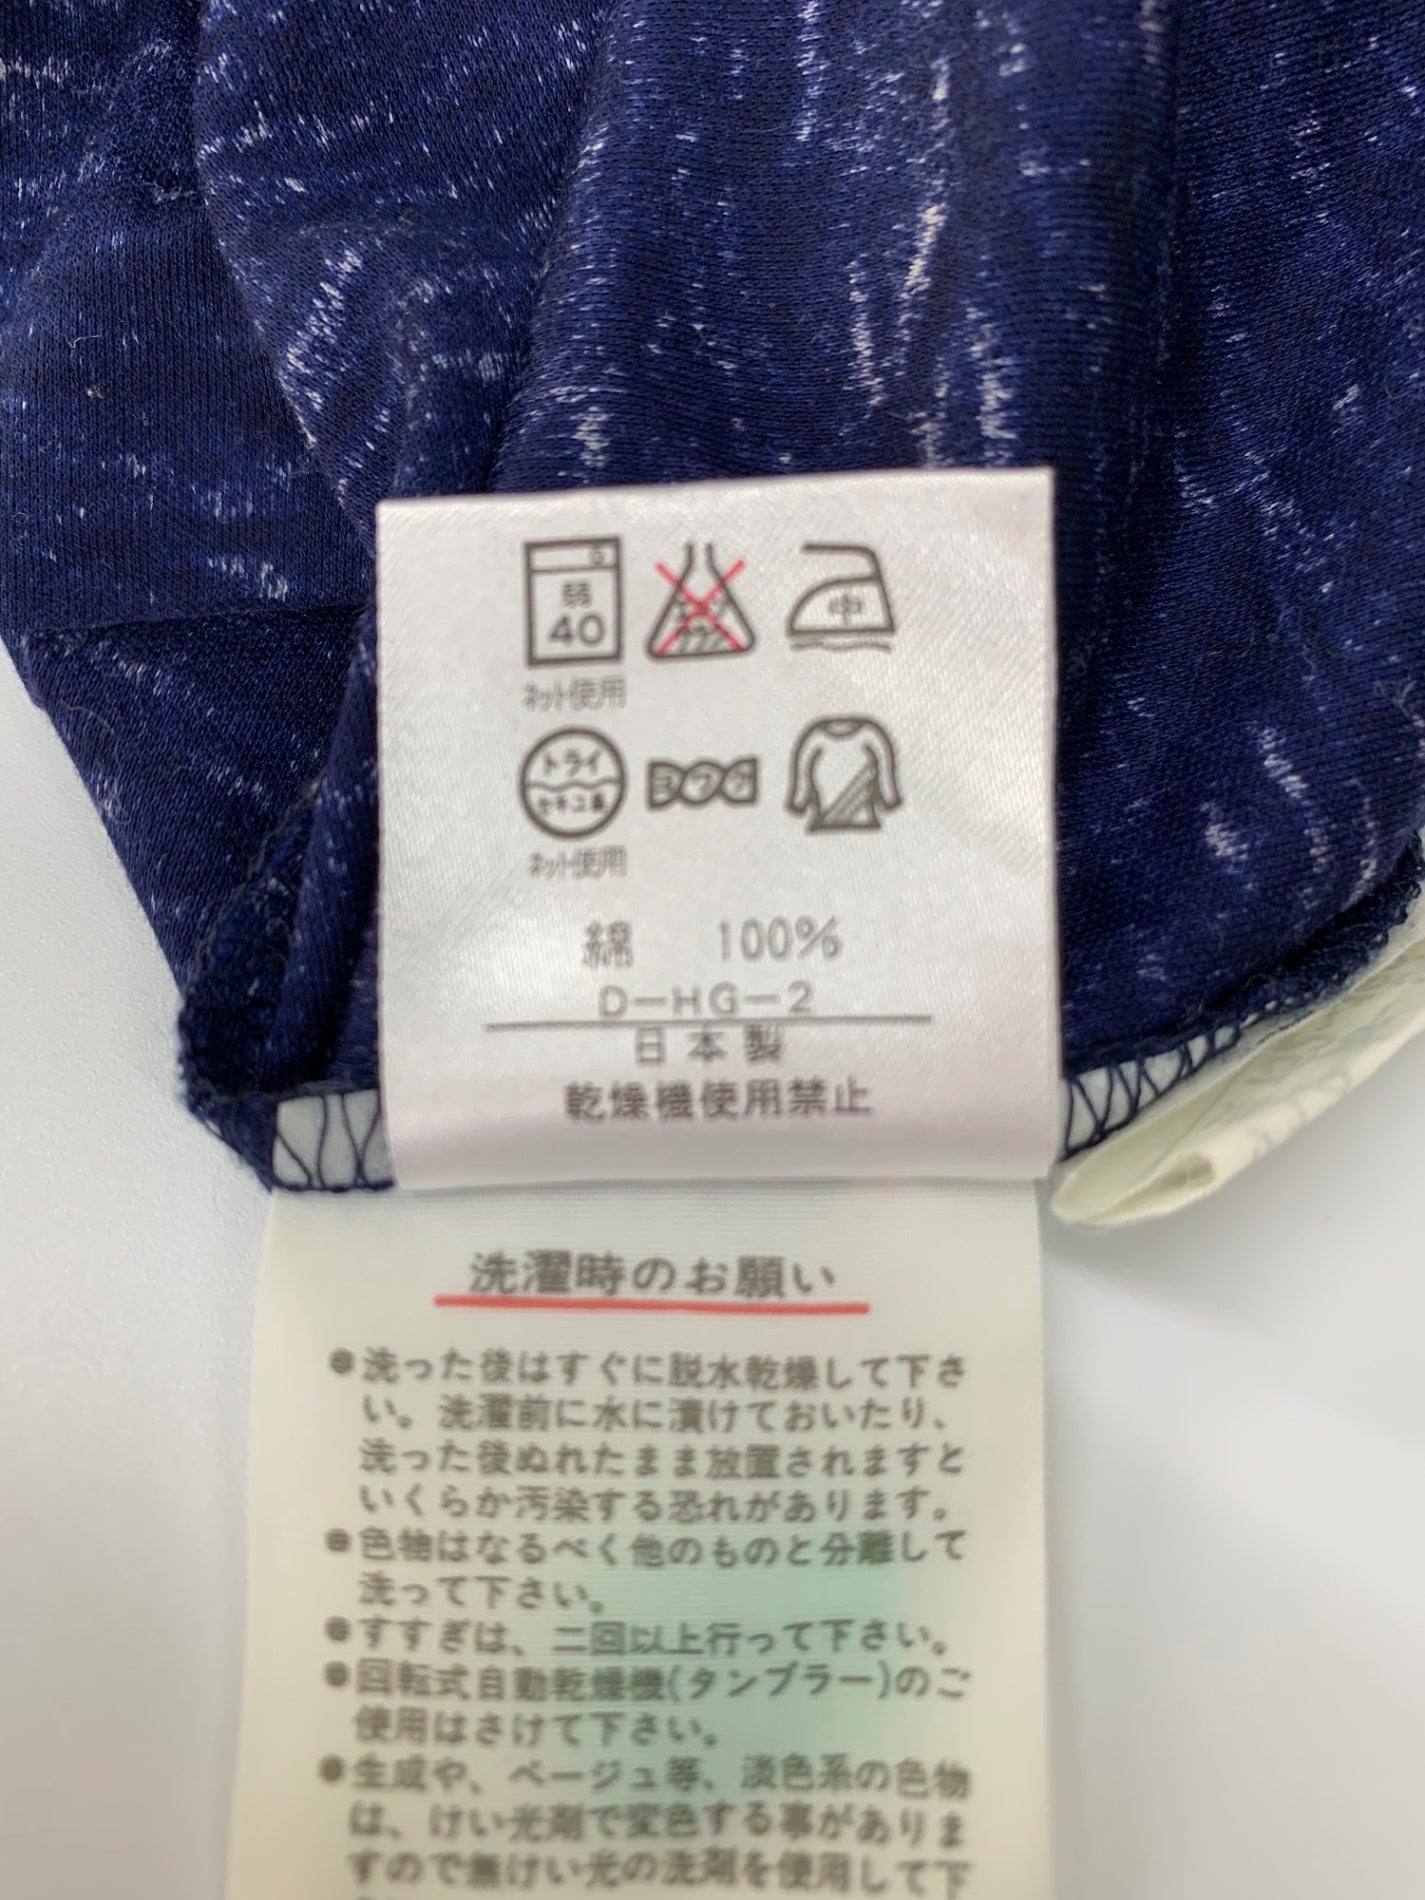 弱
40
エンソ
サラシ
中
ネット使用
トライ
セキユ系
ヨワク
ネット使用
綿 100%
D-HG-2
日本製
乾燥機使用禁止
洗濯時のお願い
●洗った後はすぐに脱水乾燥して下さ
い。洗濯前に水に漬けておいたり、
洗った後ぬれたまま放置されますと
いくらか汚染する恐れがあります。
●色物はなるべく他のものと分離して
洗って下さい。
●すすぎは、二回以上行って下さい。
●回転式自動乾燥機(タンブラー)のご
使用はさけて下さい。
●生成や、ベージュ等、淡色系の色物
は、けい光剤で変色する事がありま
すので無けい光の洗剤を使用して下